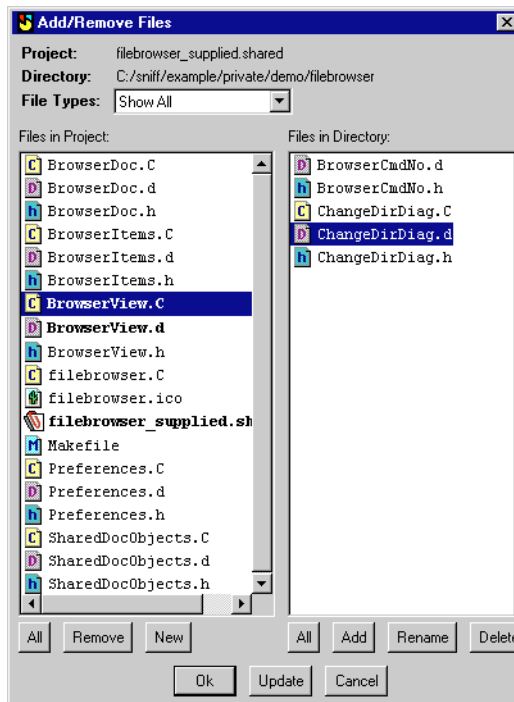 Add/Remove Files
Project: filebrowser_supplied.shared
Directory: C:/sniff/example/private/demo/filebrowser
File Types: Show All
Files in Project:
BrowserDoc.C
BrowserDoc.d
BrowserDoc.h
BrowserItems.C
BrowserItems.d
BrowserItems.h
BrowserView.C
BrowserView.d
BrowserView.h
filebrowser.C
filebrowser.ico
filebrowser_supplied.sh
Makefile
Preferences.C
Preferences.d
Preferences.h
SharedDocObjects.C
SharedDocObjects.d
SharedDocObjects.h
All Remove New
Files in Directory:
BrowserCmdNo.d
BrowserCmdNo.h
ChangeDirDiag.C
ChangeDirDiag.d
ChangeDirDiag.h
All Add Rename Delete
Ok Update Cancel